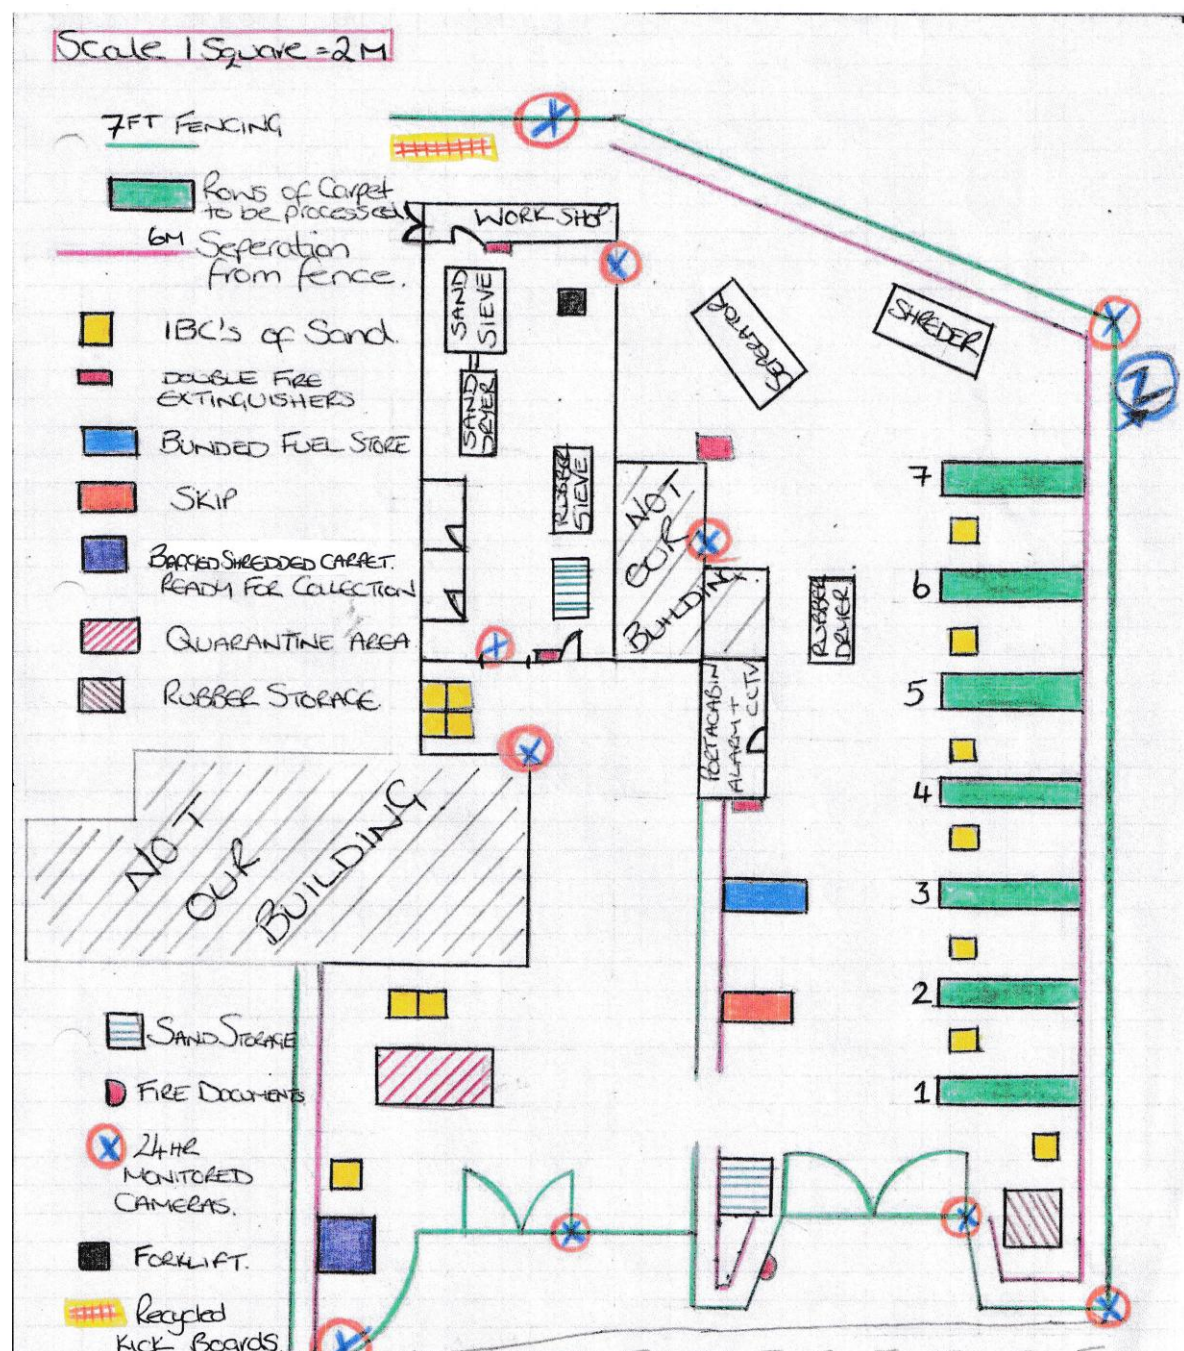 Scale 1 Square = 2M
7FT FENCING
Rows of Carpet
to be processed.
6M Seperation
from fence.
IBC's of Sand.
DOUBLE FIRE
EXTINGUISHERS
BUNDED FUEL STORE
SKIP
BAGGED SHREDDED CARPET.
READY FOR COLLECTION
QUARANTINE AREA
RUBBER STORAGE.
SAND STORAGE
FIRE DOCUMENTS
24HR
MONITORED
CAMERAS.
FORKLIFT.
Recycled
KICK BOARDS.
WORK SHOP.
SAND
SIEVE
SAND
DRYER
RUBBER
SIEVE
SEPERATOR
SHREDER
N
NOT
OUR
BUILDING
RUBBER
DRYER
PORTACABIN
ALARM + CCTV
NOT
OUR
BUILDING
7
6
5
4
3
2
1